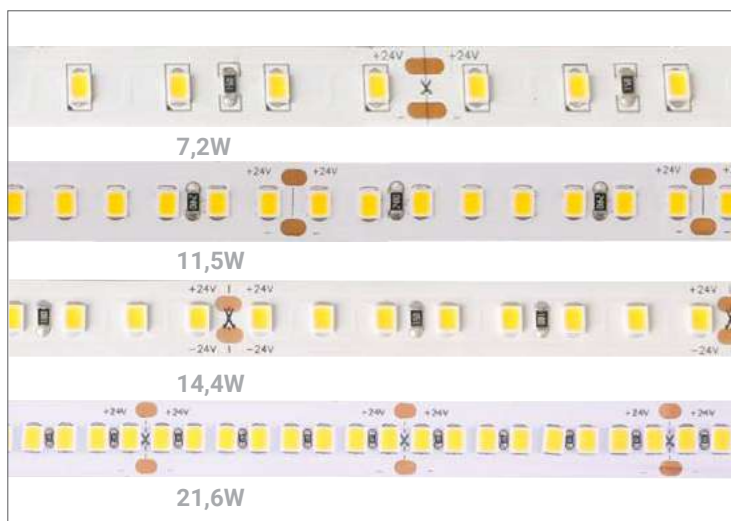 +24V +24V
- -
7,2W
+24V +24V +24V +24V
- - - -
11,5W
+24V +24V +24V
-24V -24V -24V
14,4W
+24V +24V -24V +24V +24V +24V
- - - - - -
21,6W